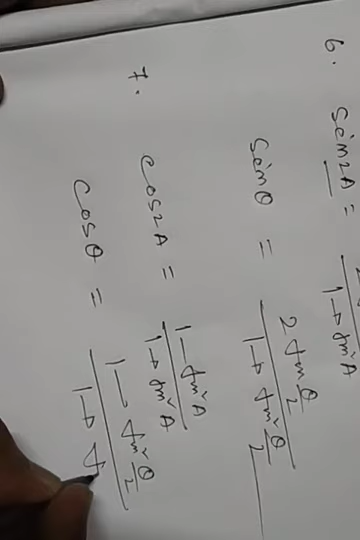 6. sin2A = / 1+tan²A
sinθ = 2tan θ/2 / 1+tan² θ/2
7. cos2A = 1-tan²A / 1+tan²A
cosθ = 1-tan² θ/2 / 1+t